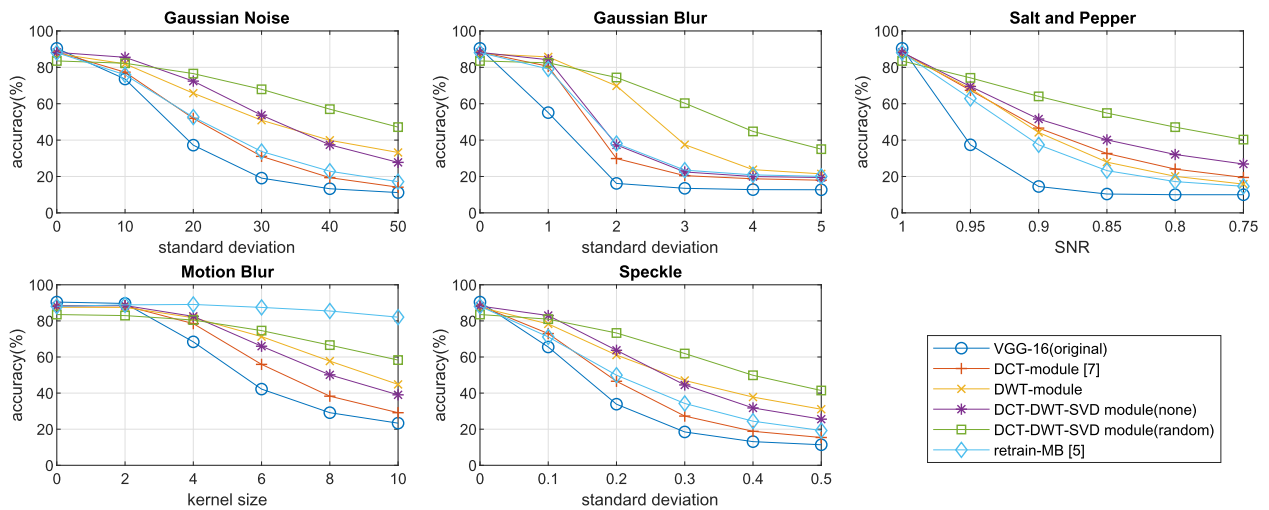 Gaussian Noise
100
80
60
40
20
0
accuracy(%)
0 10 20 30 40 50
standard deviation
Gaussian Blur
100
80
60
40
20
0
accuracy(%)
0 1 2 3 4 5
standard deviation
Salt and Pepper
100
80
60
40
20
0
accuracy(%)
1 0.95 0.9 0.85 0.8 0.75
SNR
Motion Blur
100
80
60
40
20
0
accuracy(%)
0 2 4 6 8 10
kernel size
Speckle
100
80
60
40
20
0
accuracy(%)
0 0.1 0.2 0.3 0.4 0.5
standard deviation
VGG-16(original)
DCT-module [7]
DWT-module
DCT-DWT-SVD module(none)
DCT-DWT-SVD module(random)
retrain-MB [5]